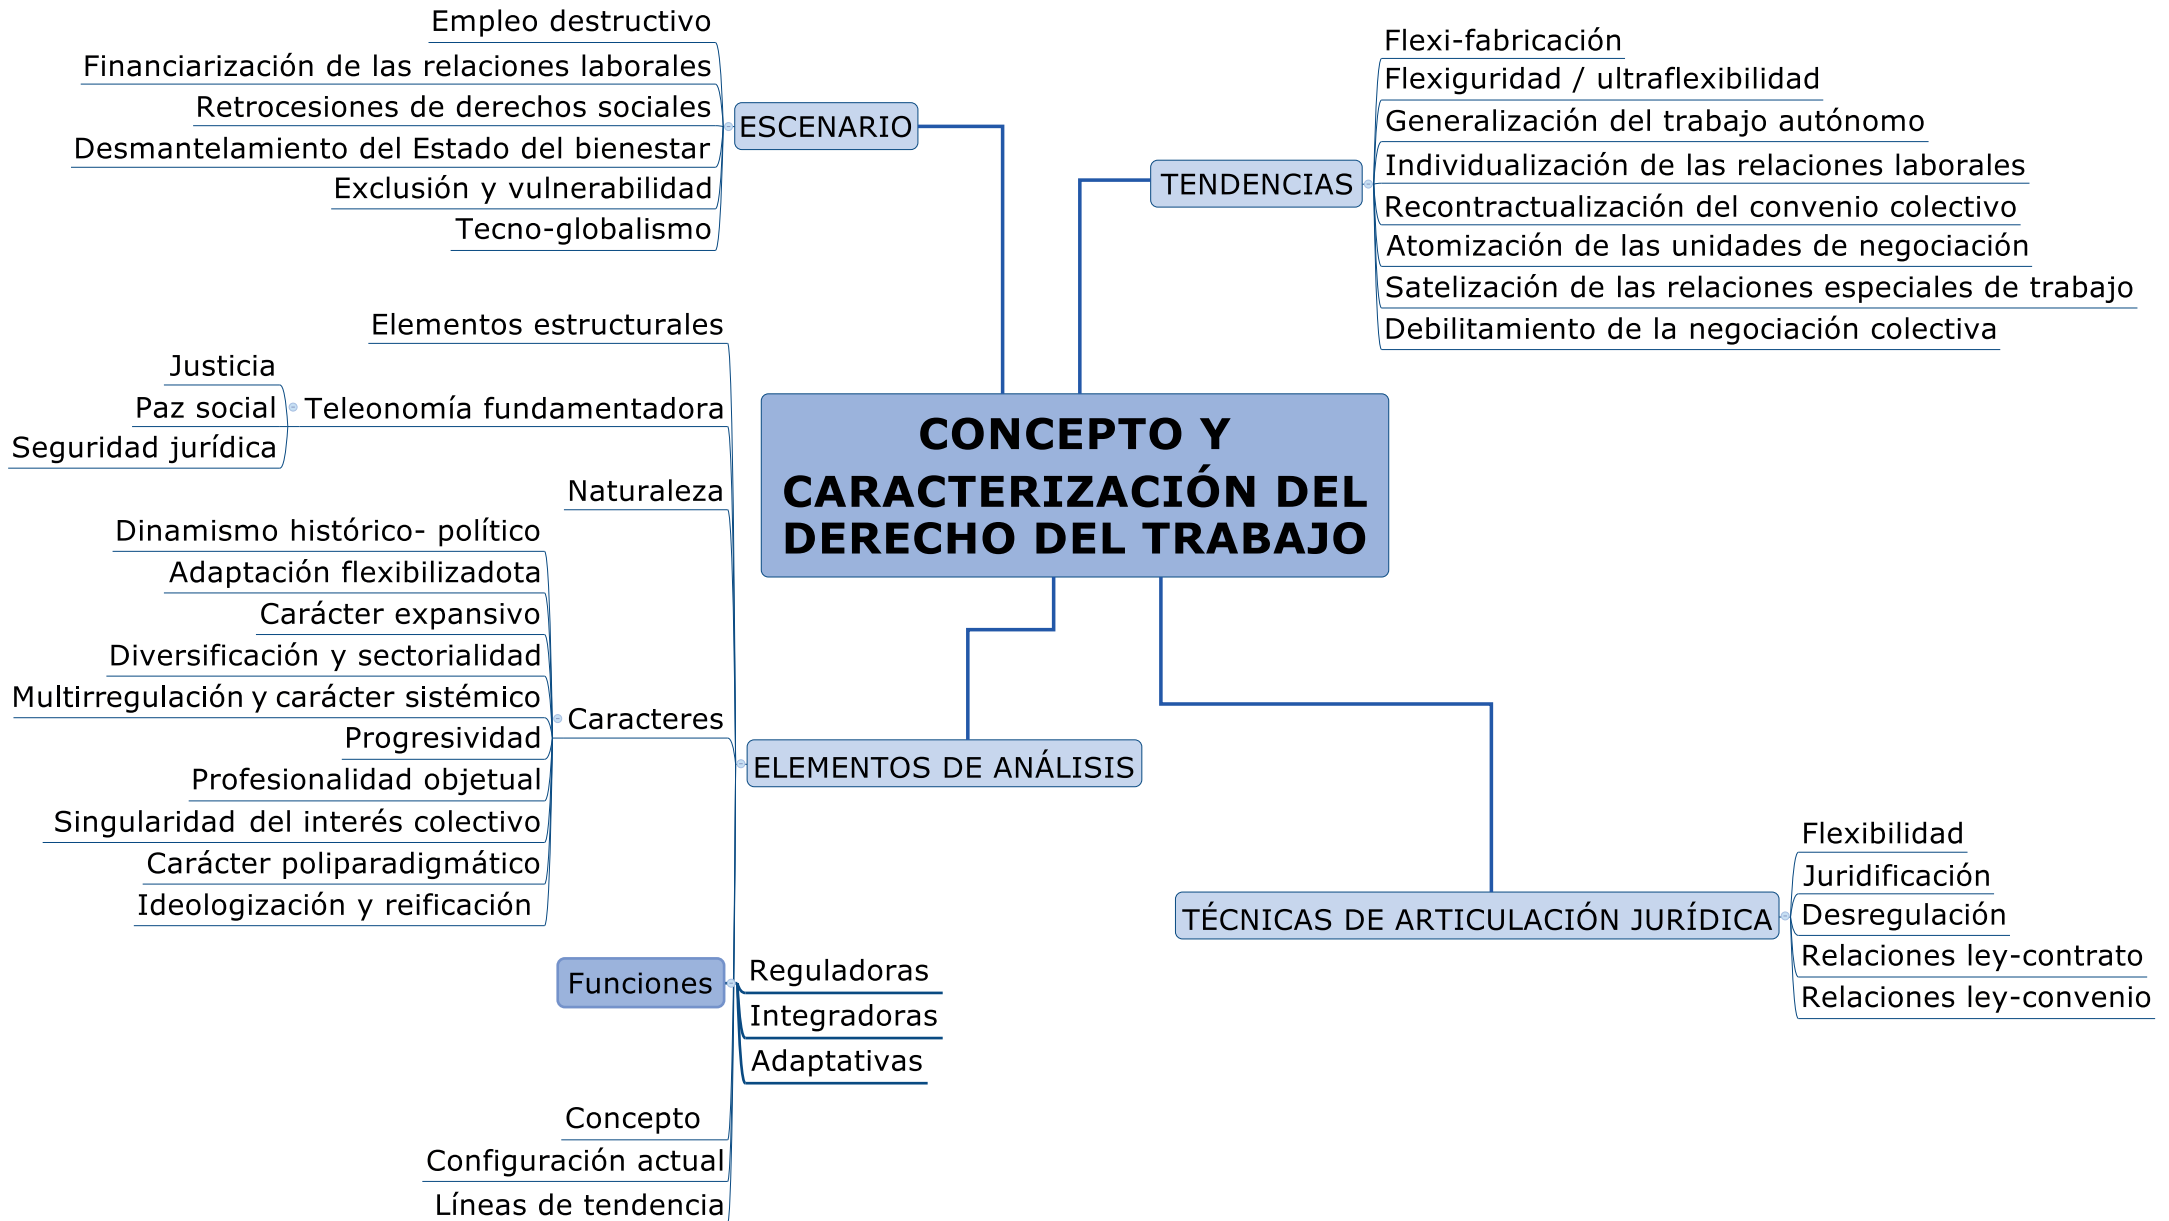 Empleo destructivo
Financiarización de las relaciones laborales
Retrocesiones de derechos sociales
Desmantelamiento del Estado del bienestar
Exclusión y vulnerabilidad
Tecno-globalismo
ESCENARIO
TENDENCIAS
Flexi-fabricación
Flexiguridad / ultraflexibilidad
Generalización del trabajo autónomo
Individualización de las relaciones laborales
Recontractualización del convenio colectivo
Atomización de las unidades de negociación
Satelización de las relaciones especiales de trabajo
Debilitamiento de la negociación colectiva
CONCEPTO Y
CARACTERIZACIÓN DEL
DERECHO DEL TRABAJO
Elementos estructurales
Justicia
Paz social
Seguridad jurídica
Teleonomía fundamentadora
Naturaleza
Dinamismo histórico- político
Adaptación flexibilizadota
Carácter expansivo
Diversificación y sectorialidad
Multirregulación y carácter sistémico
Progresividad
Profesionalidad objetual
Singularidad del interés colectivo
Carácter poliparadigmático
Ideologización y reificación
Caracteres
ELEMENTOS DE ANÁLISIS
Funciones
Reguladoras
Integradoras
Adaptativas
Concepto
Configuración actual
Líneas de tendencia
TÉCNICAS DE ARTICULACIÓN JURÍDICA
Flexibilidad
Juridificación
Desregulación
Relaciones ley-contrato
Relaciones ley-convenio